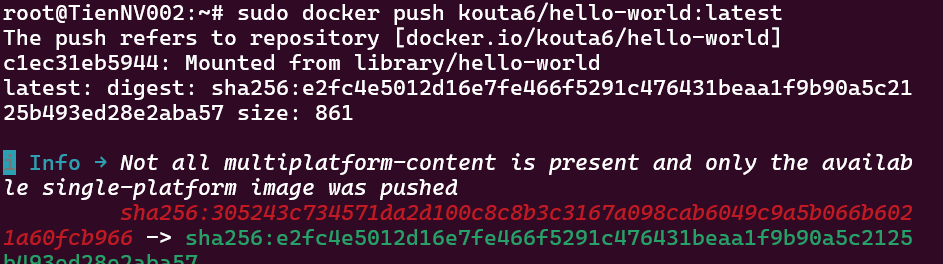 root@TienNV002:~# sudo docker push kouta6/hello-world:latest
The push refers to repository [docker.io/kouta6/hello-world]
c1ec31eb5944: Mounted from library/hello-world
latest: digest: sha256:e2fc4e5012d16e7fe466f5291c476431beaa1f9b90a5c21
25b493ed28e2aba57 size: 861
i Info → Not all multiplatform-content is present and only the availab
le single-platform image was pushed
sha256:305243c734571da2d100c8c8b3c3167a098cab6049c9a5b066b602
1a60fcb966 -> sha256:e2fc4e5012d16e7fe466f5291c476431beaa1f9b90a5c2125
b493ed28e2aba57